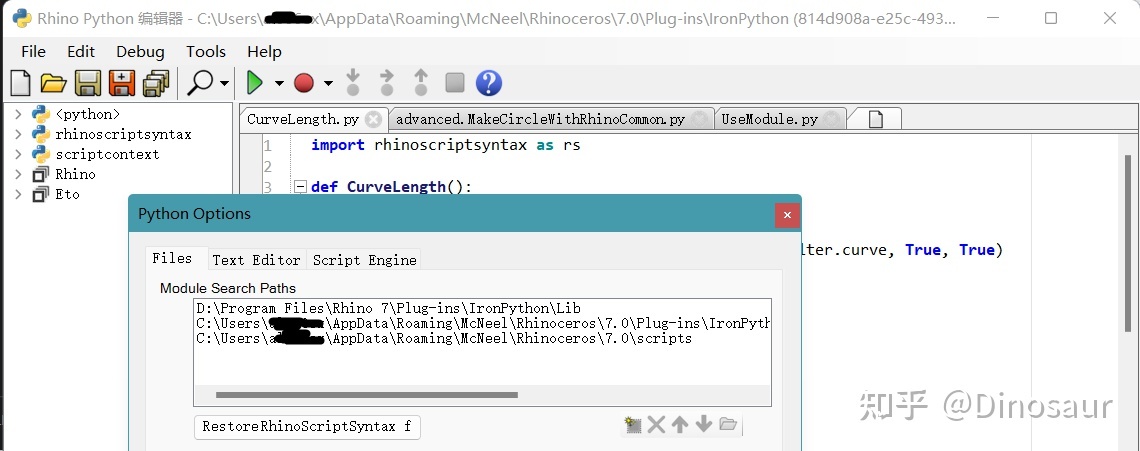 Rhino Python 编辑器 - C:\Users\ \AppData\Roaming\McNeel\Rhinoceros\7.0\Plug-ins\IronPython (814d908a-e25c-493...
File Edit Debug Tools Help
<python>
rhinoscriptsyntax
scriptcontext
Rhino
Eto
CurveLength.py advanced.MakeCircleWithRhinoCommon.py UseModule.py
1 import rhinoscriptsyntax as rs
2
3 def CurveLength():
lter.curve, True, True)
Python Options
Files Text Editor Script Engine
Module Search Paths
D:\Program Files\Rhino 7\Plug-ins\IronPython\Lib
C:\Users\ \AppData\Roaming\McNeel\Rhinoceros\7.0\Plug-ins\IronPyth
C:\Users\ \AppData\Roaming\McNeel\Rhinoceros\7.0\scripts
RestoreRhinoScriptSyntax f
知乎 @Dinosaur